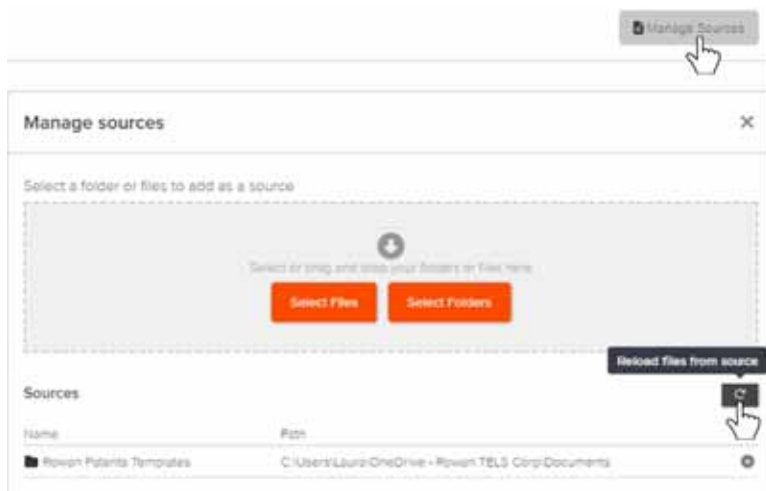 Manage Sources
Manage sources
Select a folder or files to add as a source
Select or drag and drop your folders or files here
Select Files Select Folders
Reload files from source
Sources
Name Path
Rowan Patents Templates C:\Users\Laura\OneDrive - Rowan TELS Corp\Documents